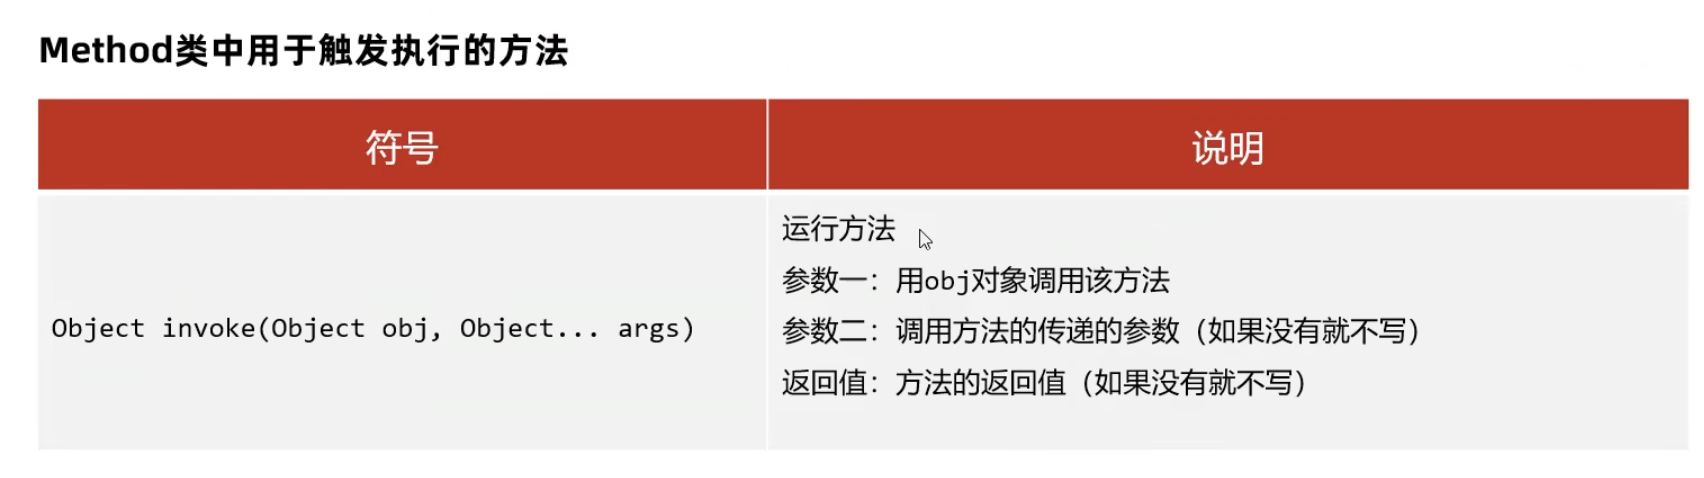 Method类中用于触发执行的方法
符号
说明
Object invoke(Object obj, Object... args)
运行方法
参数一：用obj对象调用该方法
参数二：调用方法的传递的参数（如果没有就不写）
返回值：方法的返回值（如果没有就不写）